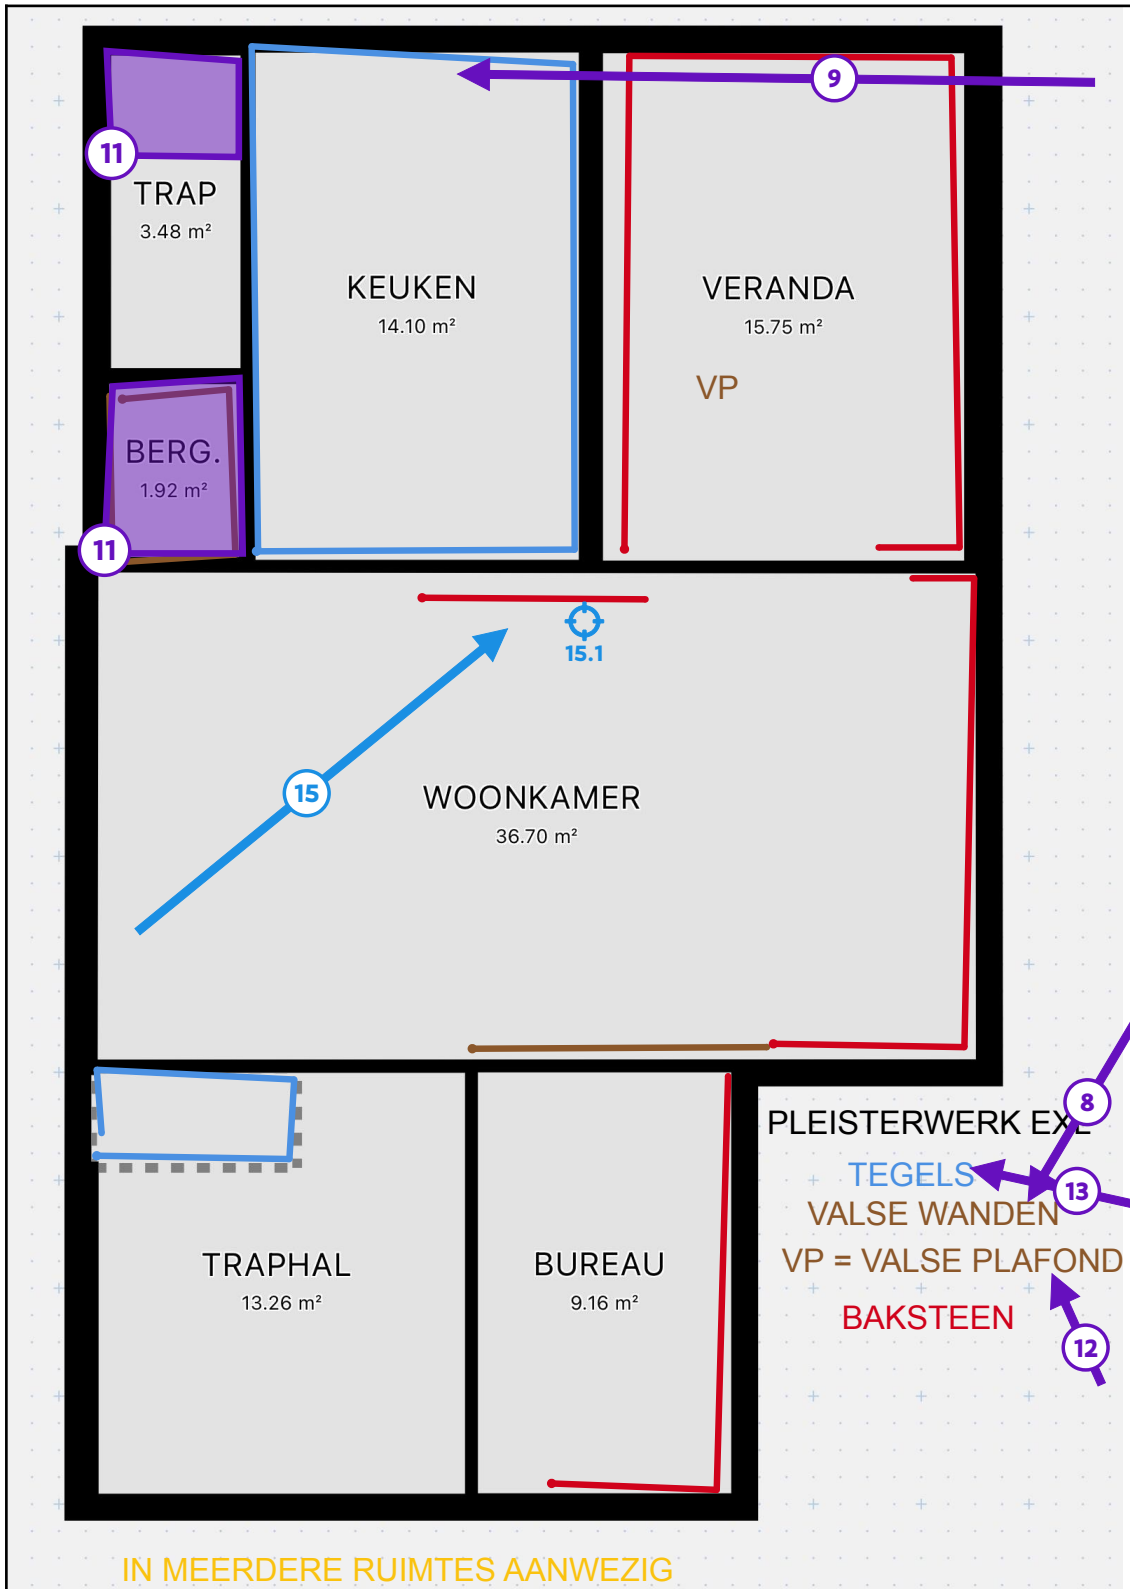 9
11
TRAP
3.48 m²
KEUKEN
14.10 m²
VERANDA
15.75 m²
VP
BERG.
1.92 m²
11
15.1
15
WOONKAMER
36.70 m²
8
PLEISTERWERK EXE
TEGELS
13
VALSE WANDEN
VP = VALSE PLAFOND
TRAPHAL
13.26 m²
BUREAU
9.16 m²
BAKSTEEN
12
IN MEERDERE RUIMTES AANWEZIG